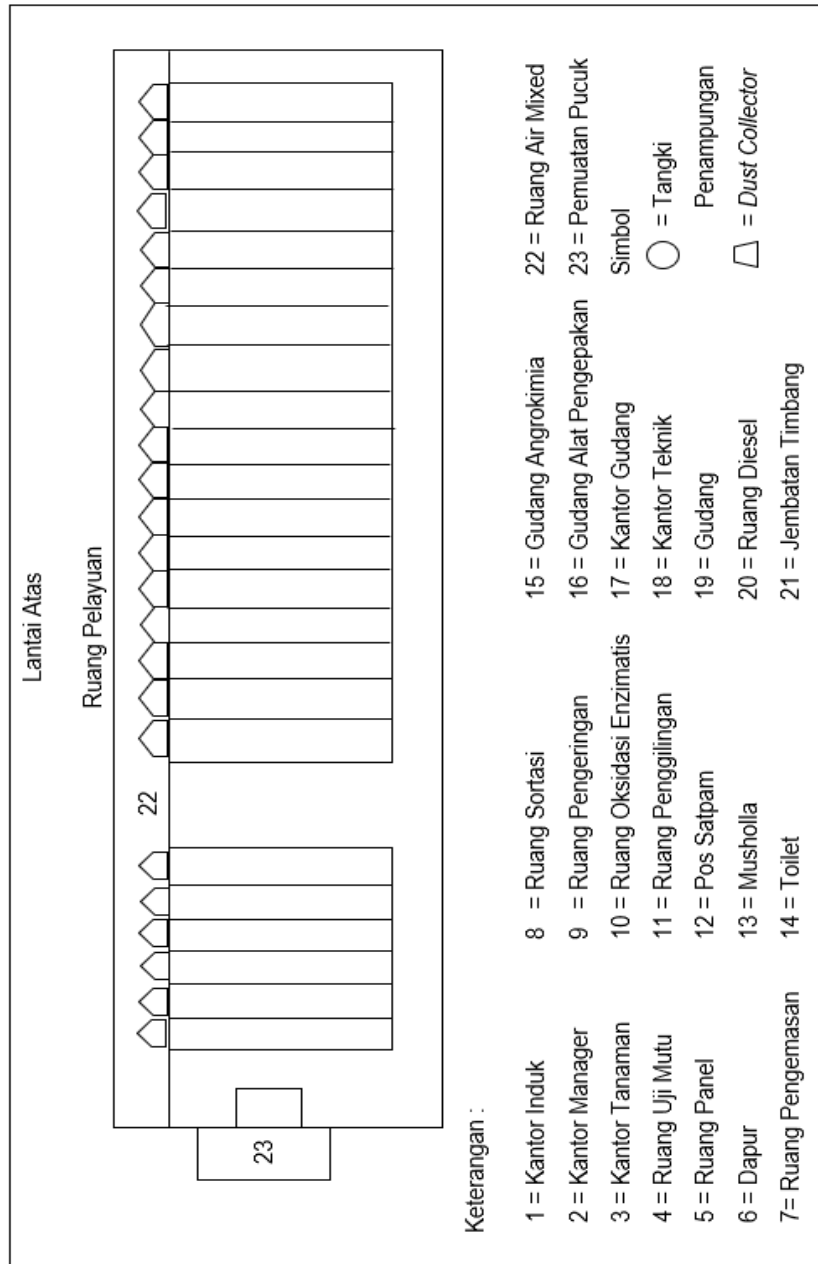 Lantai Atas
Ruang Pelayuan
22
23
Keterangan :
1 = Kantor Induk
2 = Kantor Manager
3 = Kantor Tanaman
4 = Ruang Uji Mutu
5 = Ruang Panel
6 = Dapur
7= Ruang Pengemasan
8 = Ruang Sortasi
9 = Ruang Pengeringan
10 = Ruang Oksidasi Enzimatis
11 = Ruang Penggilingan
12 = Pos Satpam
13 = Musholla
14 = Toilet
15 = Gudang Angrokimia
16 = Gudang Alat Pengepakan
17 = Kantor Gudang
18 = Kantor Teknik
19 = Gudang
20 = Ruang Diesel
21 = Jembatan Timbang
22 = Ruang Air Mixed
23 = Pemuatan Pucuk
Simbol
= Tangki
Penampungan
= Dust Collector